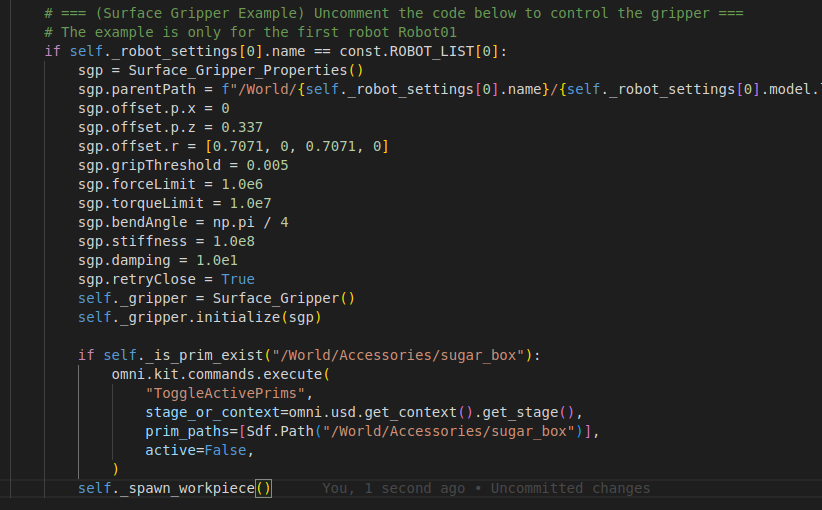 # === (Surface Gripper Example) Uncomment the code below to control the gripper ===
# The example is only for the first robot Robot01
if self._robot_settings[0].name == const.ROBOT_LIST[0]:
    sgp = Surface_Gripper_Properties()
    sgp.parentPath = f"/World/{self._robot_settings[0].name}/{self._robot_settings[0].model.
    sgp.offset.p.x = 0
    sgp.offset.p.z = 0.337
    sgp.offset.r = [0.7071, 0, 0.7071, 0]
    sgp.gripThreshold = 0.005
    sgp.forceLimit = 1.0e6
    sgp.torqueLimit = 1.0e7
    sgp.bendAngle = np.pi / 4
    sgp.stiffness = 1.0e8
    sgp.damping = 1.0e1
    sgp.retryClose = True
    self._gripper = Surface_Gripper()
    self._gripper.initialize(sgp)

    if self._is_prim_exist("/World/Accessories/sugar_box"):
        omni.kit.commands.execute(
            "ToggleActivePrims",
            stage_or_context=omni.usd.get_context().get_stage(),
            prim_paths=[Sdf.Path("/World/Accessories/sugar_box")],
            active=False,
        )
    self._spawn_workpiece()      You, 1 second ago • Uncommitted changes